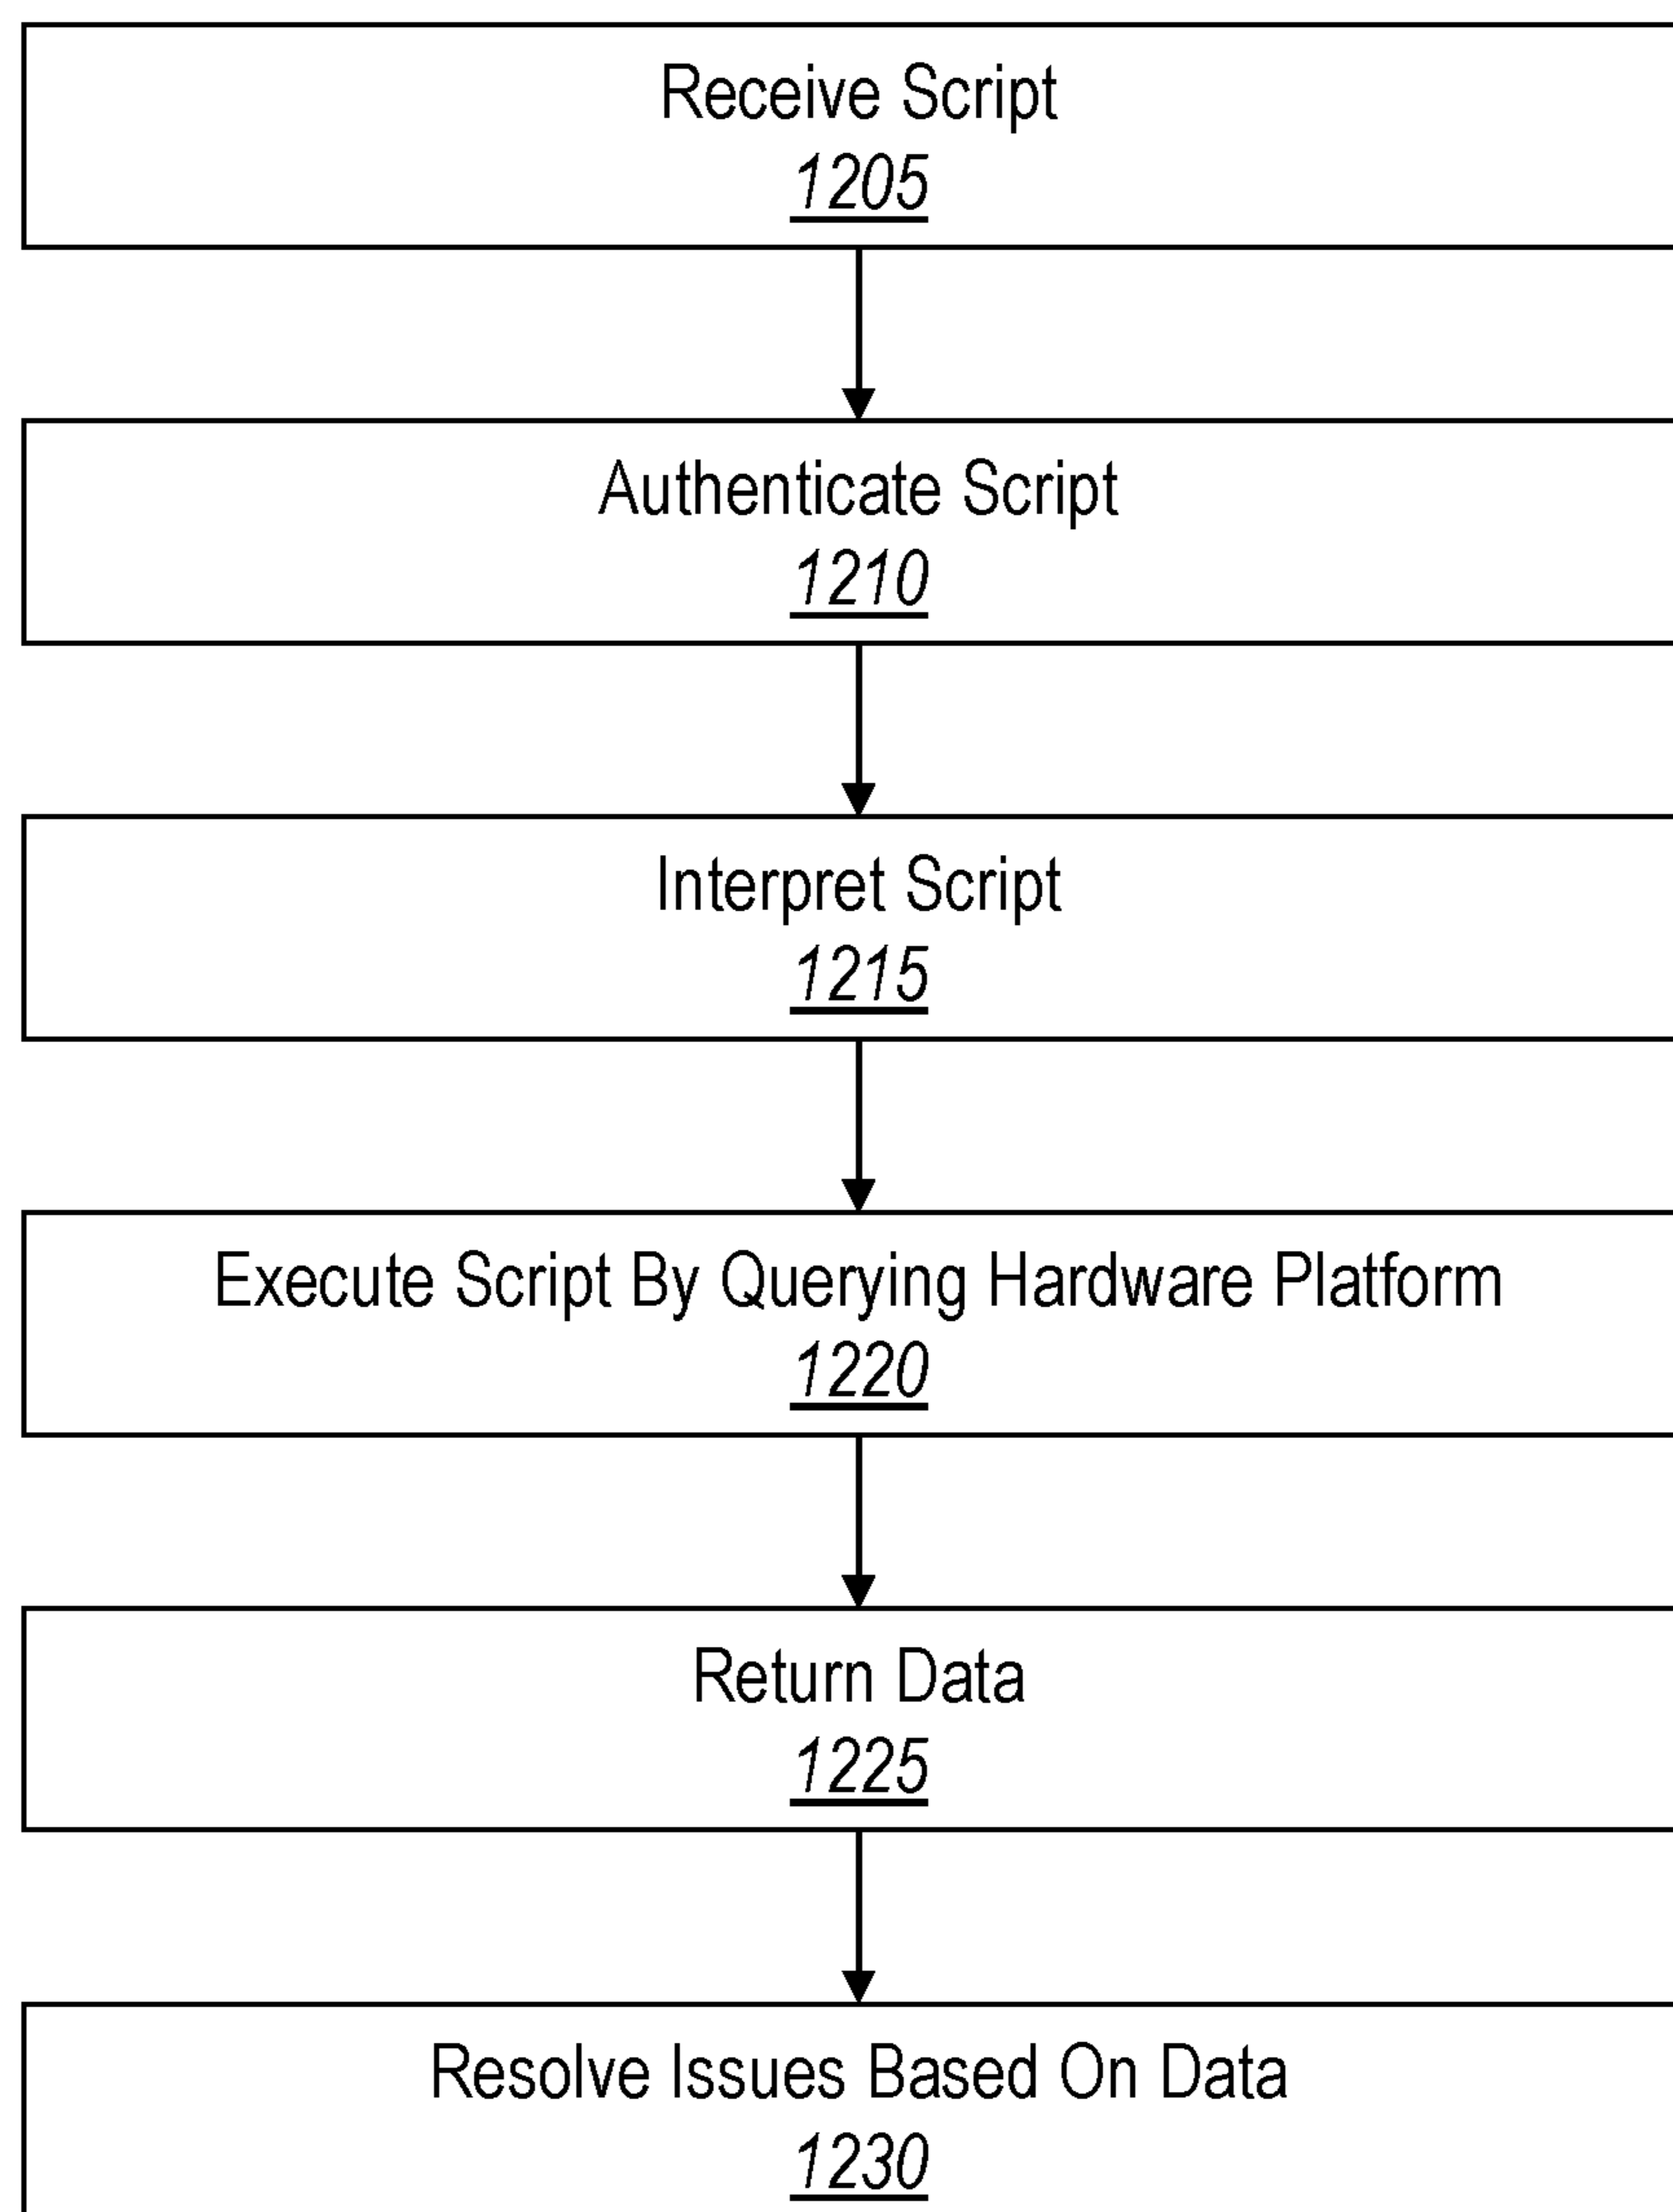 Receive Script
1205
Authenticate Script
1210
Interpret Script
1215
Execute Script By Querying Hardware Platform
1220
Return Data
1225
Resolve Issues Based On Data
1230